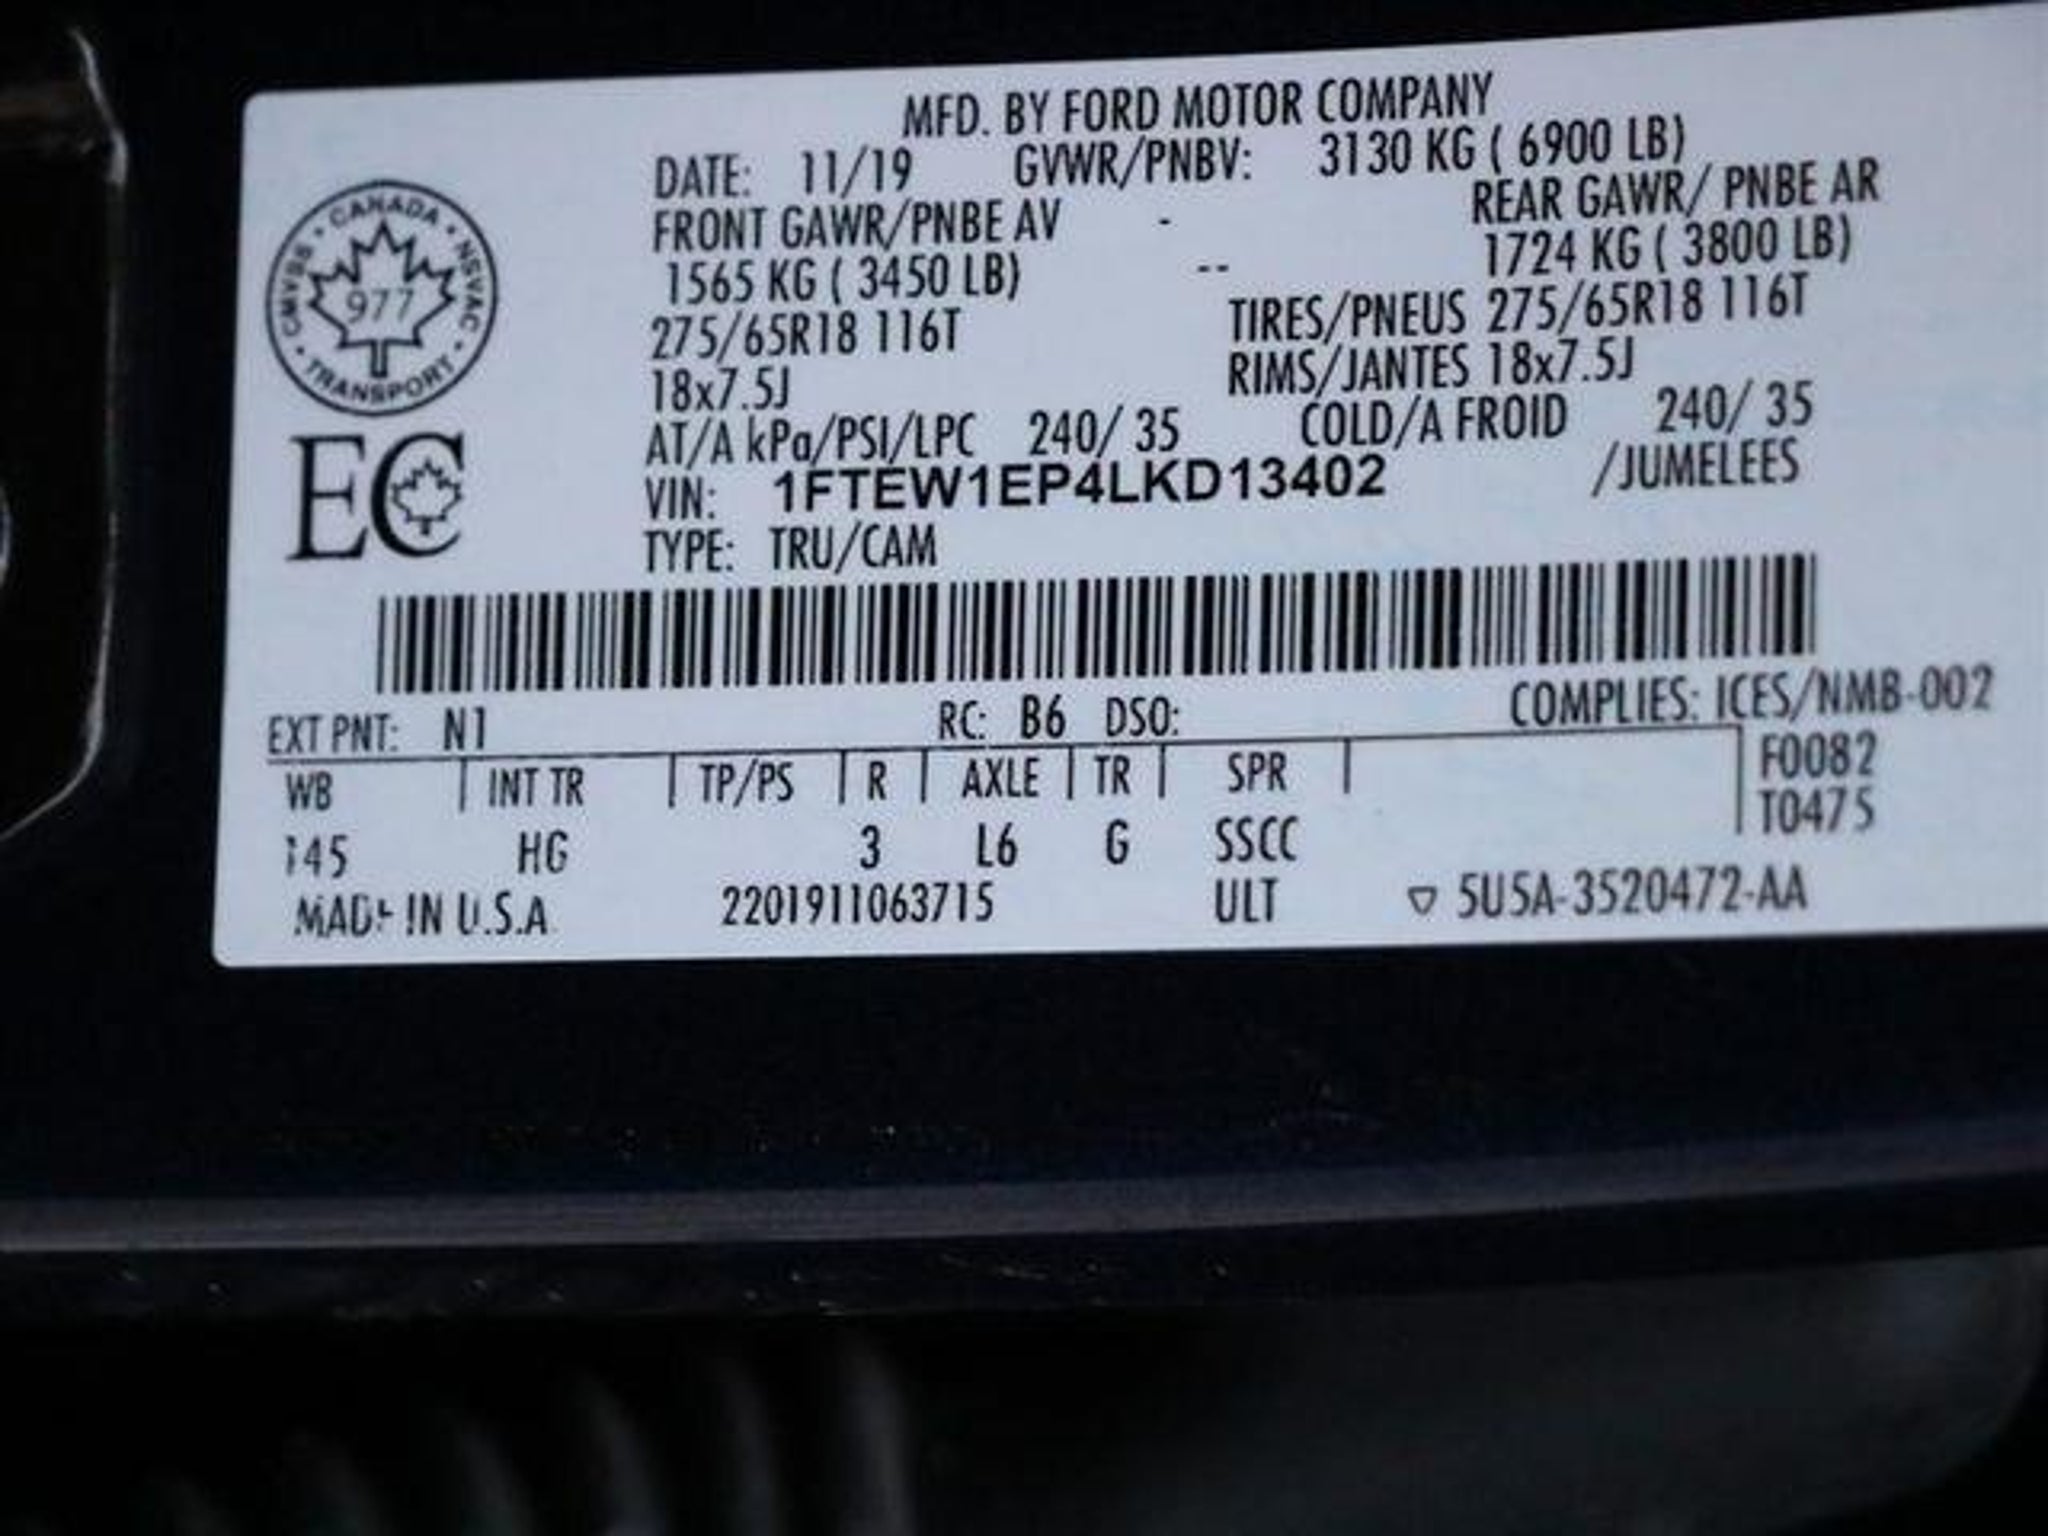 MFD. BY FORD MOTOR COMPANY
DATE: 11/19 GVWR/PNBV: 3130 KG ( 6900 LB)
FRONT GAWR/PNBE AV - REAR GAWR/ PNBE AR
1565 KG ( 3450 LB) -- 1724 KG ( 3800 LB)
275/65R18 116T TIRES/PNEUS 275/65R18 116T
18x7.5J RIMS/JANTES 18x7.5J
AT/A kPa/PSI/LPC 240/ 35 COLD/A FROID 240/ 35
VIN: 1FTEW1EP4LKD13402 /JUMELEES
TYPE: TRU/CAM
CANADA • NSVAC • TRANSPORT • CMVSS •
977
EC
EXT PNT: N1 RC: B6 DSO: COMPLIES: ICES/NMB-002
WB | INT TR | TP/PS | R | AXLE | TR | SPR | F0082
T0475
145 HG 3 L6 G SSCC
MADE IN U.S.A. 2201911063715 ULT ▽ 5U5A-3520472-AA